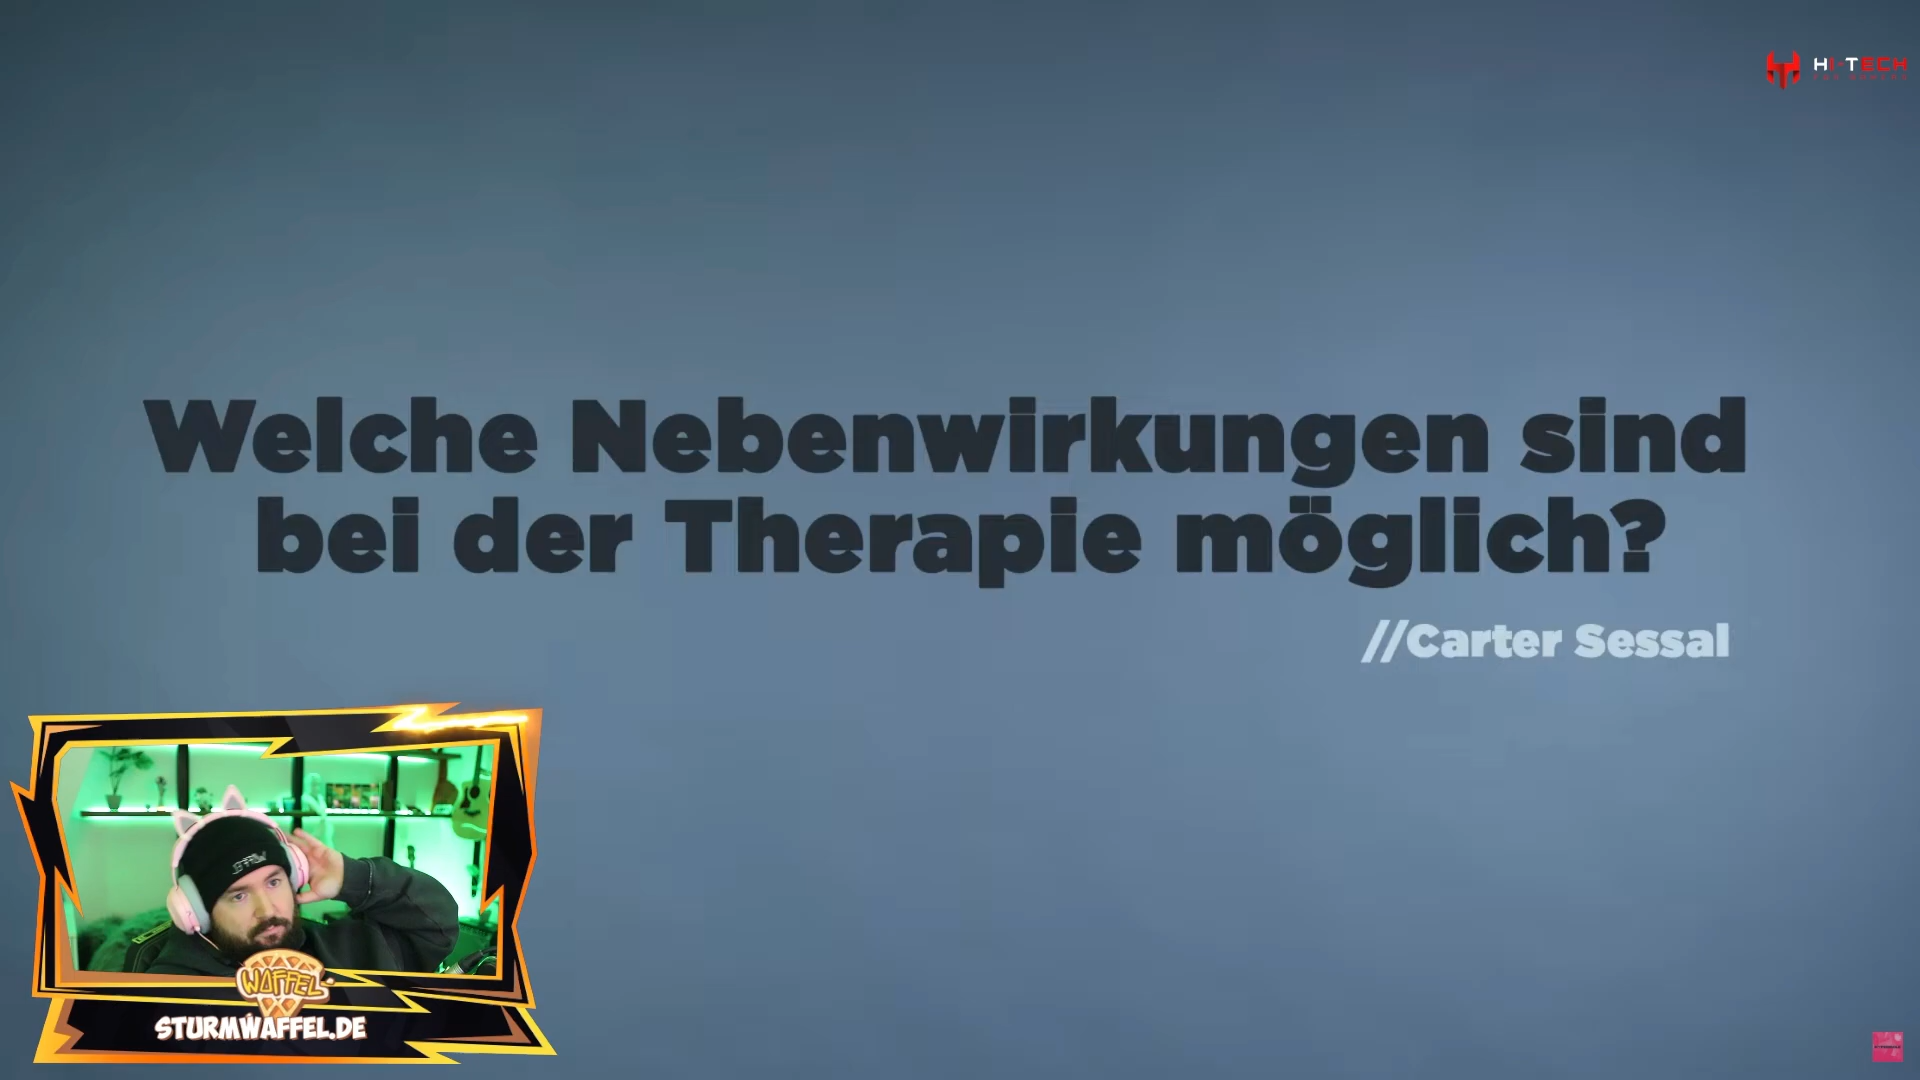 HI-TECH
Welche Nebenwirkungen sind
bei der Therapie möglich?
//Carter Sessal
WAFFEL
STURMWAFFEL.DE